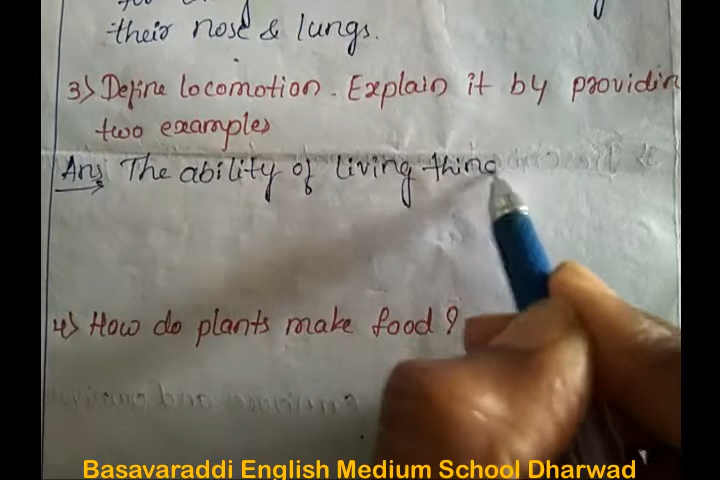 their nose & lungs.
3) Define locomotion. Explain it by providin
two examples
Ans The ability of living thing
4) How do plants make food?
Basavaraddi English Medium School Dharwad